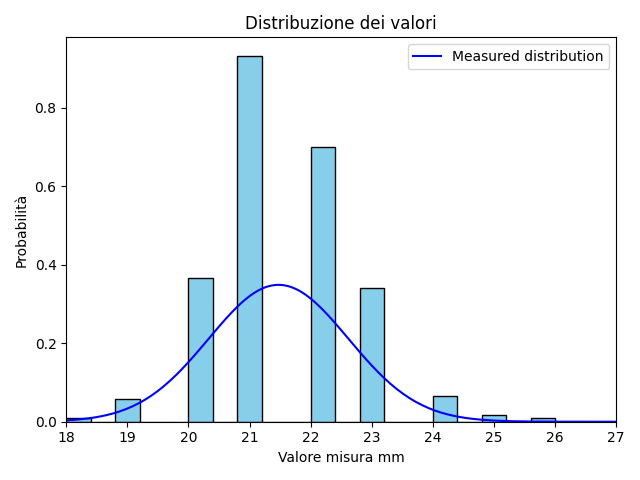 Distribuzione dei valori
Measured distribution
Probabilità
0.8
0.6
0.4
0.2
0.0
18 19 20 21 22 23 24 25 26 27
Valore misura mm